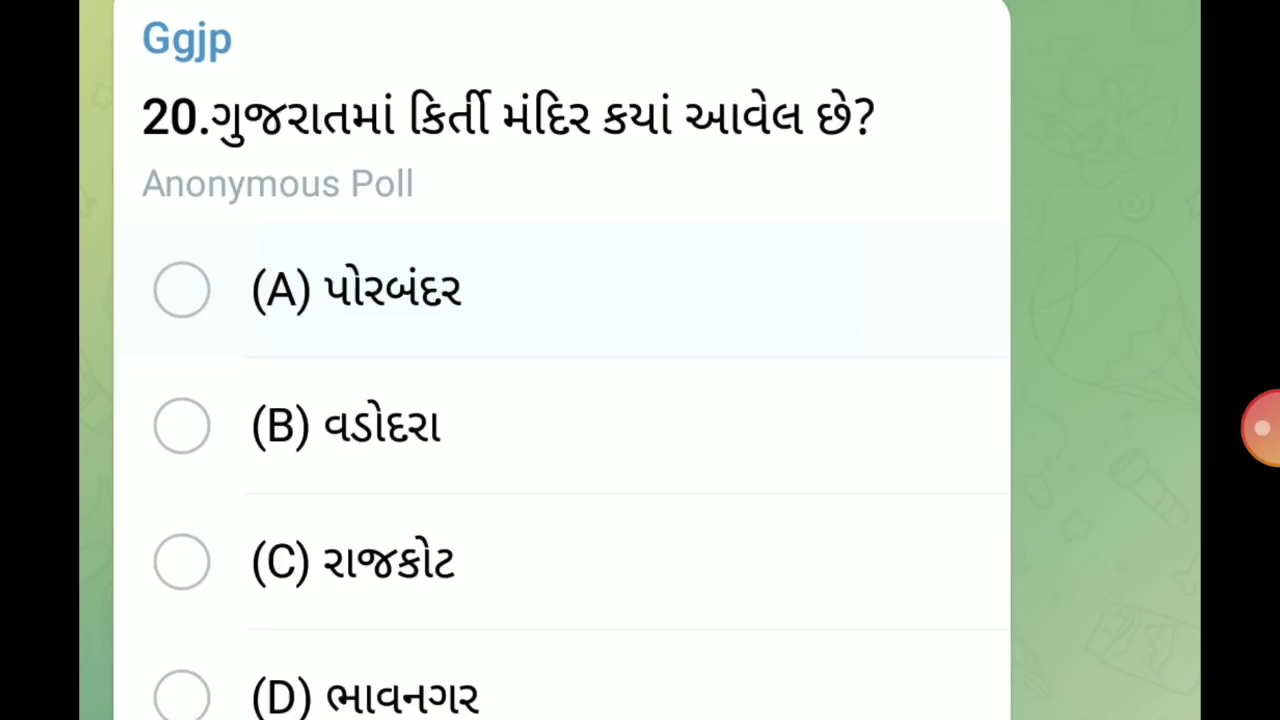 Ggjp
20.ગુજરાતમાં કિર્તી મંદિર કયાં આવેલ છે?
Anonymous Poll
(A) પોરબંદર
(B) વડોદરા
(C) રાજકોટ
(D) ભાવનગર